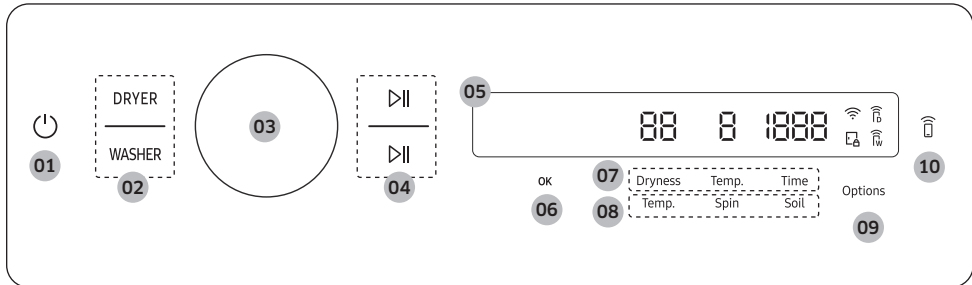 05
DRYER
88 8 1888
D
W
03
01
WASHER
02
04
10
OK
07
Dryness Temp. Time
Options
06
08
Temp. Spin Soil
09